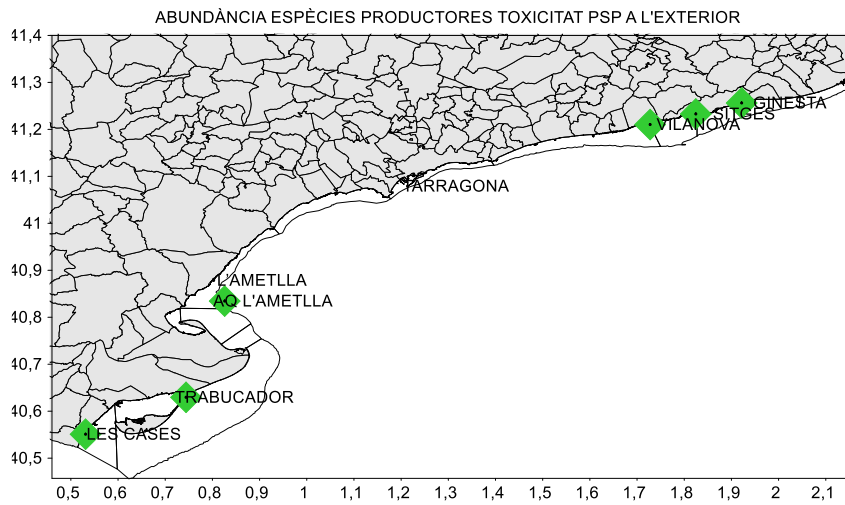 ABUNDÀNCIA ESPÈCIES PRODUCTORES TOXICITAT PSP A L'EXTERIOR
41,4
41,3
41,2
41,1
41
40,9
40,8
40,7
40,6
40,5
GINESTA
SITGES
VILANOVA
TARRAGONA
L'AMETLLA
AQ L'AMETLLA
TRABUCADOR
LES CASES
0,5 0,6 0,7 0,8 0,9 1 1,1 1,2 1,3 1,4 1,5 1,6 1,7 1,8 1,9 2 2,1